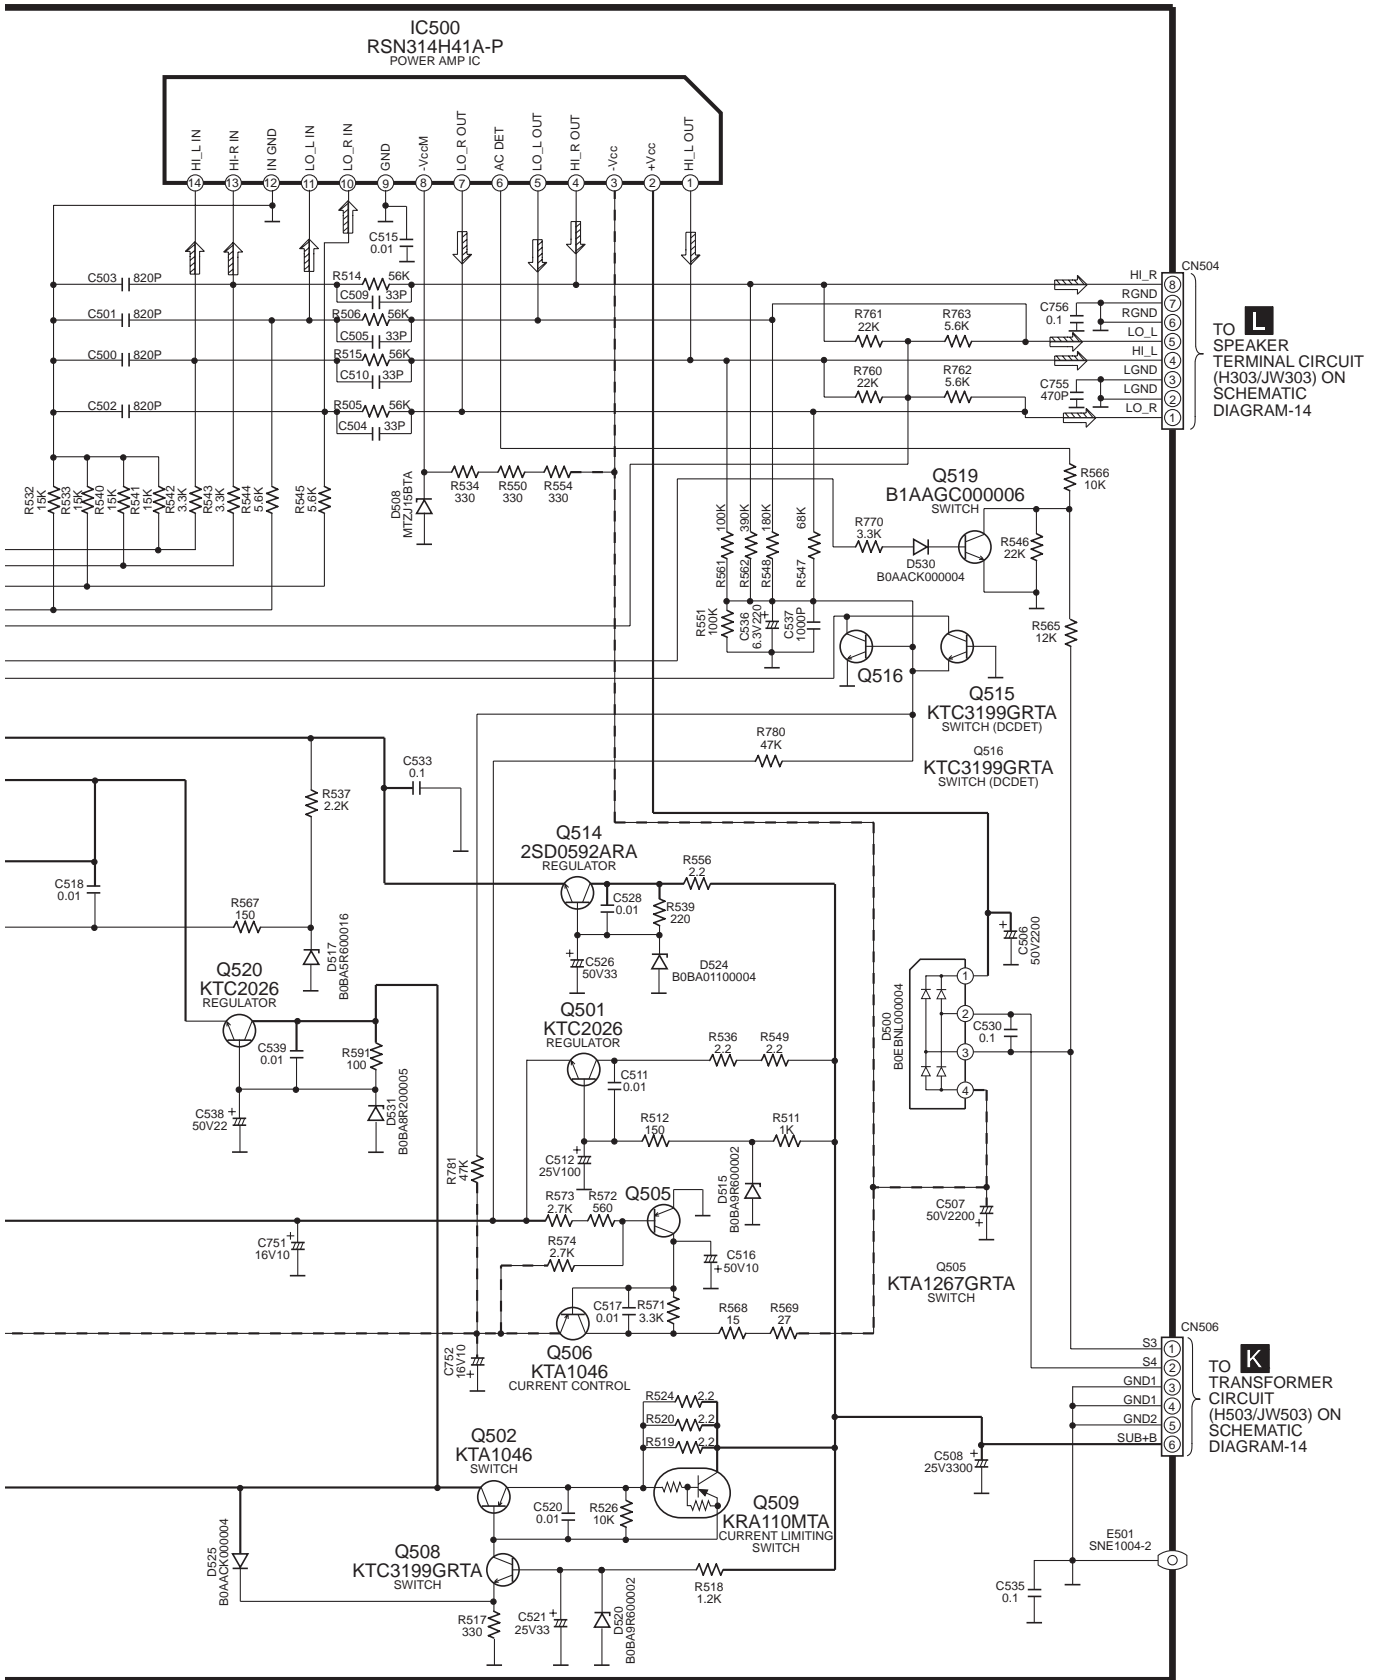 IC500
RSN314H41A-P
POWER AMP IC
HI_L IN
HI-R IN
IN GND
LO_L IN
LO_R IN
GND
-VccM
LO_R OUT
AC DET
LO_L OUT
HI_R OUT
-Vcc
+Vcc
HI_L OUT
14 13 12 11 10 9 8 7 6 5 4 3 2 1
C515
0.01
C503 820P
R514 56K
C509 33P
C501 820P
R506 56K
C505 33P
C500 820P
R515 56K
C510 33P
C502 820P
R505 56K
C504 33P
R761
22K
R763
5.6K
R760
22K
R762
5.6K
C756
0.1
C755
470P
CN504
HI_R 8
RGND 7
RGND 6
LO_L 5
HI_L 4
LGND 3
LGND 2
LO_R 1
TO L
SPEAKER
TERMINAL CIRCUIT
(H303/JW303) ON
SCHEMATIC
DIAGRAM-14
R532
15K
R533
15K
R540
15K
R541
15K
R542
3.3K
R543
3.3K
R544
5.6K
R545
5.6K
D508
MTZJ15BTA
R534
330
R550
330
R554
330
Q519
B1AAGC000006
SWITCH
R566
10K
R770
3.3K
D530
B0AACK000004
R546
22K
R561 100K
R562 390K
R548 180K
R547 68K
R551
100K
C536
6.3V220
C537
1000P
R565
12K
Q516
Q515
KTC3199GRTA
SWITCH (DCDET)
Q516
KTC3199GRTA
SWITCH (DCDET)
R780
47K
C533
0.1
R537
2.2K
Q514
2SD0592ARA
REGULATOR
R556
2.2
C528
0.01
R539
220
C526
50V33
D524
B0BA01100004
C518
0.01
R567
150
D517
B0BA5R600016
Q520
KTC2026
REGULATOR
C539
0.01
R591
100
C538
50V22
D531
B0BA8R200005
Q501
KTC2026
REGULATOR
R536
2.2
R549
2.2
C511
0.01
R512
150
R511
1K
C512
25V100
D515
B0BA9R600002
C506
50V2200
D500
B0EBNL000004
1
2
3
4
C530
0.1
C507
50V2200
R781
47K
R573
2.7K
R572
560
Q505
R574
2.7K
C516
50V10
C751
16V10
C517
0.01
R571
3.3K
R568
15
R569
27
Q505
KTA1267GRTA
SWITCH
C752
16V10
Q506
KTA1046
CURRENT CONTROL
CN506
S3 1
S4 2
GND1 3
GND1 4
GND2 5
SUB+B 6
TO K
TRANSFORMER
CIRCUIT
(H503/JW503) ON
SCHEMATIC
DIAGRAM-14
R524 2.2
R520 2.2
R519 2.2
C508
25V3300
Q502
KTA1046
SWITCH
C520
0.01
R526
10K
Q509
KRA110MTA
CURRENT LIMITING
SWITCH
D525
B0AACK000004
Q508
KTC3199GRTA
SWITCH
R518
1.2K
R517
330
C521
25V33
D520
B0BA9R600002
E501
SNE1004-2
C535
0.1